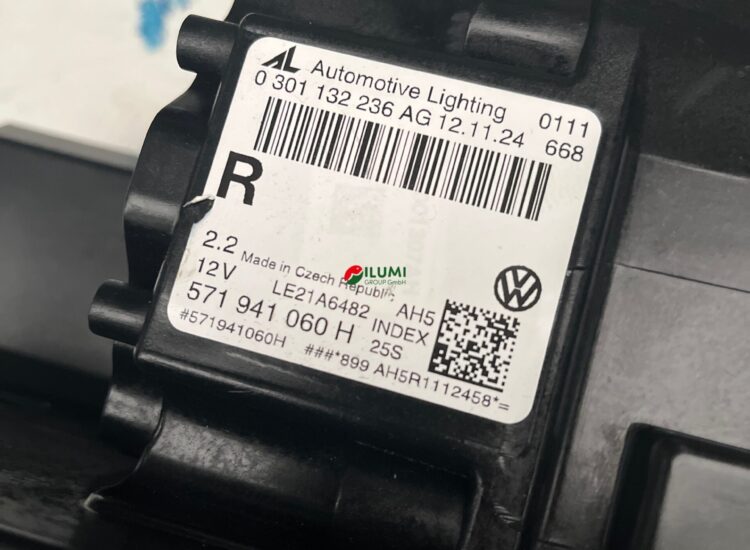 AL Automotive Lighting
0 301 132 236 AG 12.11.24
0111
668
R
2.2
12V
Made in Czech Republic
LE21A6482
AH5
571 941 060 H
INDEX
25S
#571941060H
###*899 AH5R1112458*=
PILUMI
GROUP GmbH